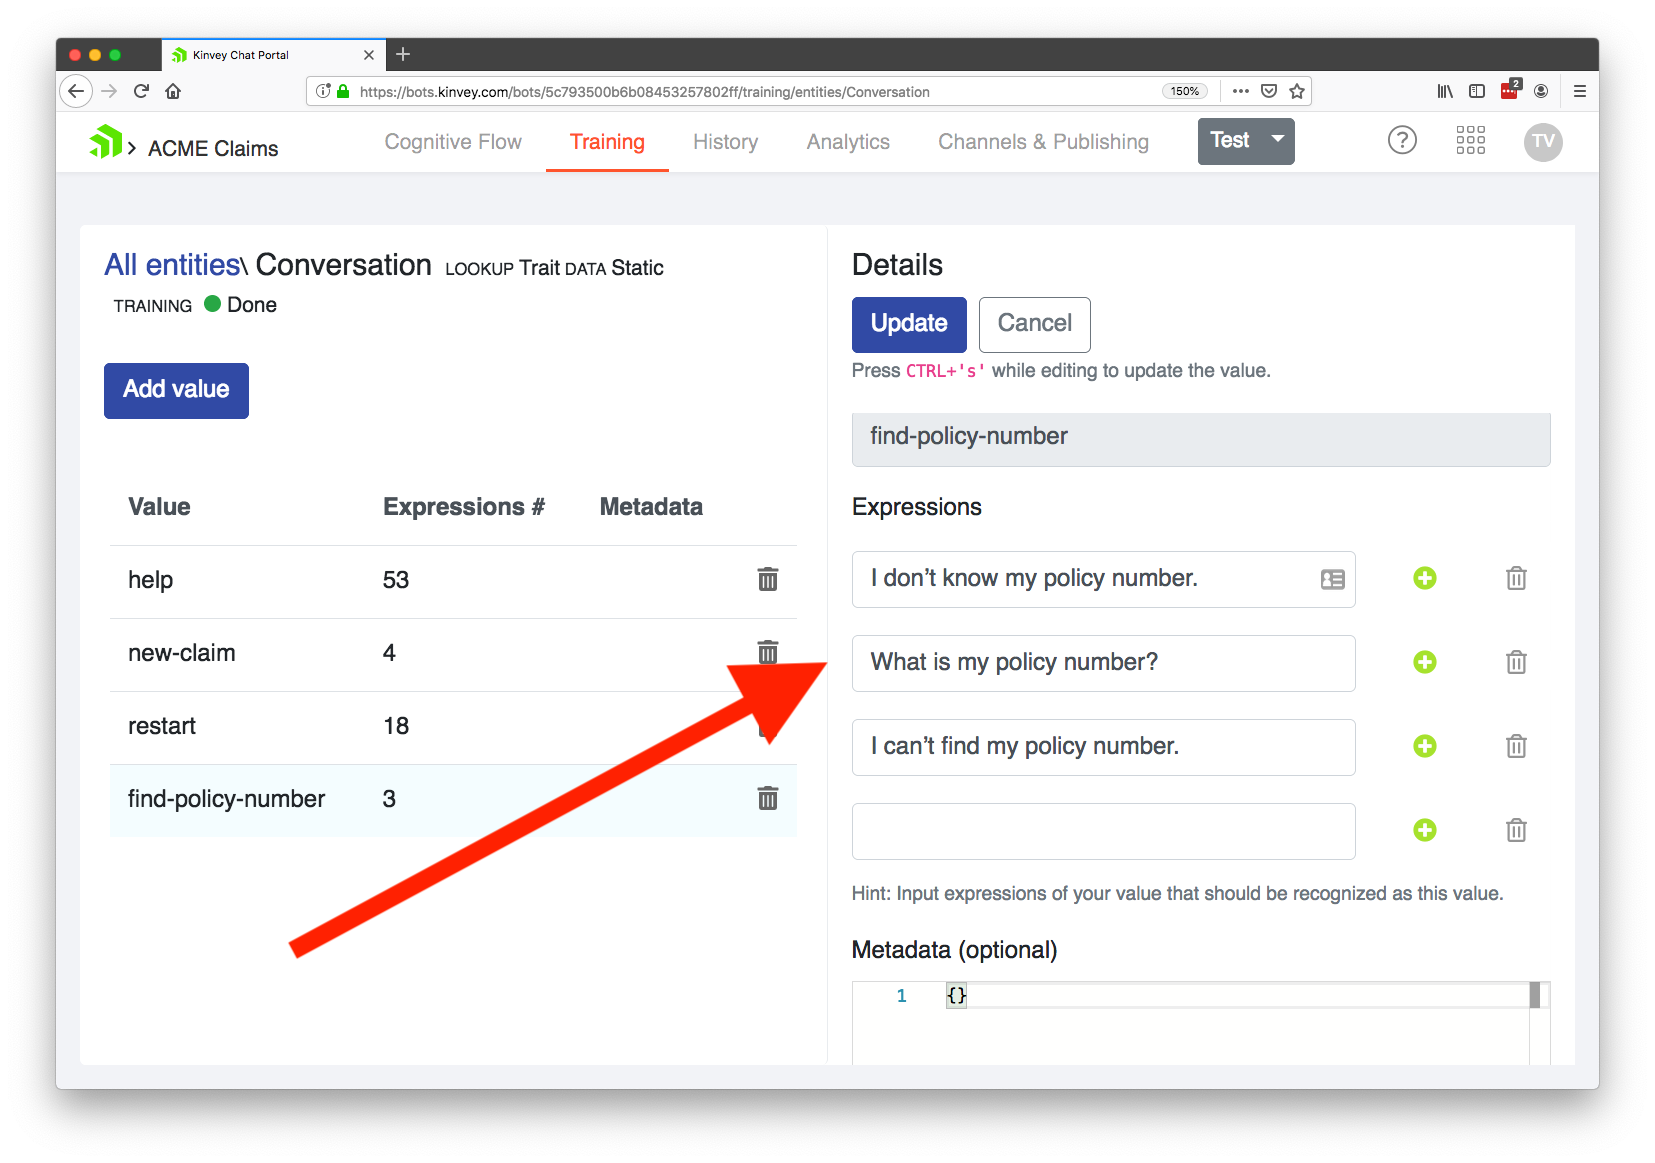 Kinvey Chat Portal
https://bots.kinvey.com/bots/5c793500b6b08453257802ff/training/entities/Conversation
150%
2
ACME Claims
Cognitive Flow
Training
History
Analytics
Channels & Publishing
Test
?
TV
All entities\ Conversation LOOKUP Trait DATA Static
TRAINING Done
Add value
Value Expressions # Metadata
help 53
new-claim 4
restart 18
find-policy-number 3
Details
Update
Cancel
Press CTRL+'s' while editing to update the value.
find-policy-number
Expressions
I don’t know my policy number.
What is my policy number?
I can’t find my policy number.
Hint: Input expressions of your value that should be recognized as this value.
Metadata (optional)
1 {}